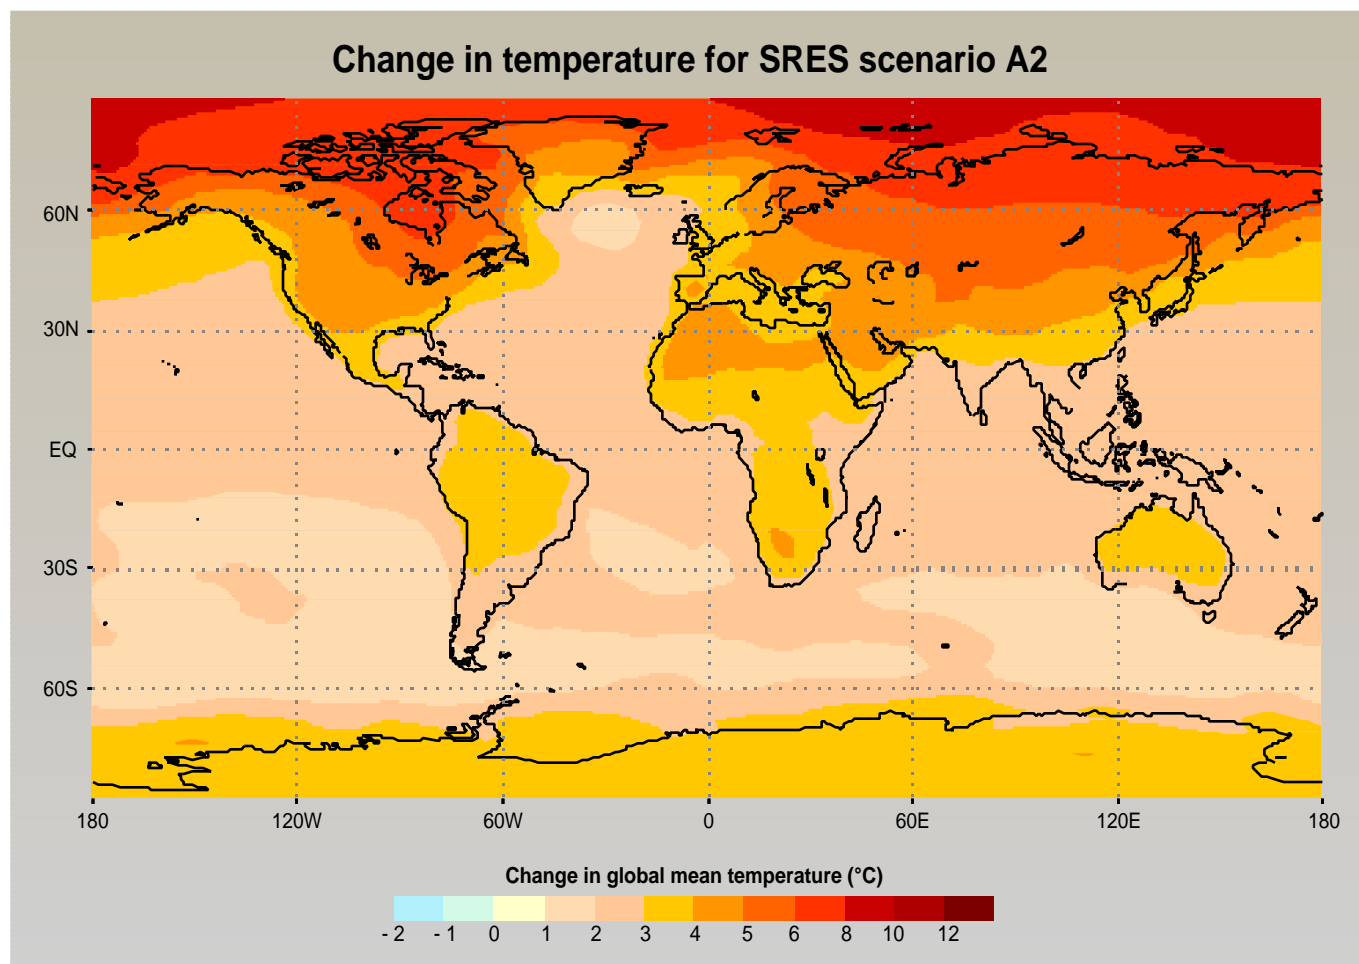 Change in temperature for SRES scenario A2
60N
30N
EQ
30S
60S
180 120W 60W 0 60E 120E 180
Change in global mean temperature (°C)
- 2 - 1 0 1 2 3 4 5 6 8 10 12